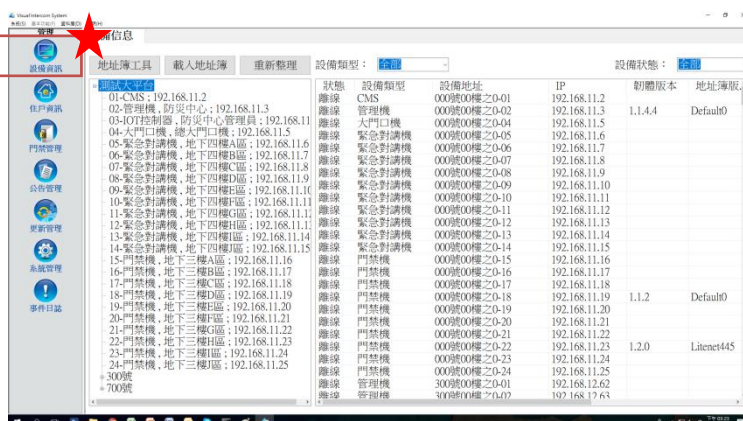 Visual Intercom System
系統(S) 基本功能(F) 資料庫(D)
管理
備信息
設備資訊
住戶資訊
門禁管理
公告管理
更新管理
系統管理
事件日誌
地址簿工具 載入地址簿 重新整理 設備類型： 全部 設備狀態： 全部
測試大平台
01-CMS ; 192.168.11.2
02-管理機 , 防災中心 ; 192.168.11.3
03-IOT控制器 , 防災中心管理員 ; 192.168.11
04-大門口機 , 總大門口機 ; 192.168.11.5
05-緊急對講機 , 地下四樓A區 ; 192.168.11.6
06-緊急對講機 , 地下四樓B區 ; 192.168.11.7
07-緊急對講機 , 地下四樓C區 ; 192.168.11.8
08-緊急對講機 , 地下四樓D區 ; 192.168.11.9
09-緊急對講機 , 地下四樓E區 ; 192.168.11.10
10-緊急對講機 , 地下四樓F區 ; 192.168.11.11
11-緊急對講機 , 地下四樓G區 ; 192.168.11.12
12-緊急對講機 , 地下四樓H區 ; 192.168.11.13
13-緊急對講機 , 地下四樓I區 ; 192.168.11.14
14-緊急對講機 , 地下四樓J區 ; 192.168.11.15
15-門禁機 , 地下三樓A區 ; 192.168.11.16
16-門禁機 , 地下三樓B區 ; 192.168.11.17
17-門禁機 , 地下三樓C區 ; 192.168.11.18
18-門禁機 , 地下三樓D區 ; 192.168.11.19
19-門禁機 , 地下三樓E區 ; 192.168.11.20
20-門禁機 , 地下三樓F區 ; 192.168.11.21
21-門禁機 , 地下三樓G區 ; 192.168.11.22
22-門禁機 , 地下三樓H區 ; 192.168.11.23
23-門禁機 , 地下三樓I區 ; 192.168.11.24
24-門禁機 , 地下三樓J區 ; 192.168.11.25
300號
700號
狀態 設備類型 設備地址 IP 韌體版本 地址簿版.
離線 CMS 000號00樓之0-01 192.168.11.2
離線 管理機 000號00樓之0-02 192.168.11.3 1.1.4.4 Default0
離線 大門口機 000號00樓之0-04 192.168.11.5
離線 緊急對講機 000號00樓之0-05 192.168.11.6
離線 緊急對講機 000號00樓之0-06 192.168.11.7
離線 緊急對講機 000號00樓之0-07 192.168.11.8
離線 緊急對講機 000號00樓之0-08 192.168.11.9
離線 緊急對講機 000號00樓之0-09 192.168.11.10
離線 緊急對講機 000號00樓之0-10 192.168.11.11
離線 緊急對講機 000號00樓之0-11 192.168.11.12
離線 緊急對講機 000號00樓之0-12 192.168.11.13
離線 緊急對講機 000號00樓之0-13 192.168.11.14
離線 緊急對講機 000號00樓之0-14 192.168.11.15
離線 門禁機 000號00樓之0-15 192.168.11.16
離線 門禁機 000號00樓之0-16 192.168.11.17
離線 門禁機 000號00樓之0-17 192.168.11.18
離線 門禁機 000號00樓之0-18 192.168.11.19 1.1.2 Default0
離線 門禁機 000號00樓之0-19 192.168.11.20
離線 門禁機 000號00樓之0-20 192.168.11.21
離線 門禁機 000號00樓之0-21 192.168.11.22
離線 門禁機 000號00樓之0-22 192.168.11.23 1.2.0 Litenet445
離線 門禁機 000號00樓之0-23 192.168.11.24
離線 門禁機 000號00樓之0-24 192.168.11.25
離線 管理機 300號00樓之0-01 192.168.12.62
離線 管理機 300號00樓之0-02 192.168.12.63
下午 03:20